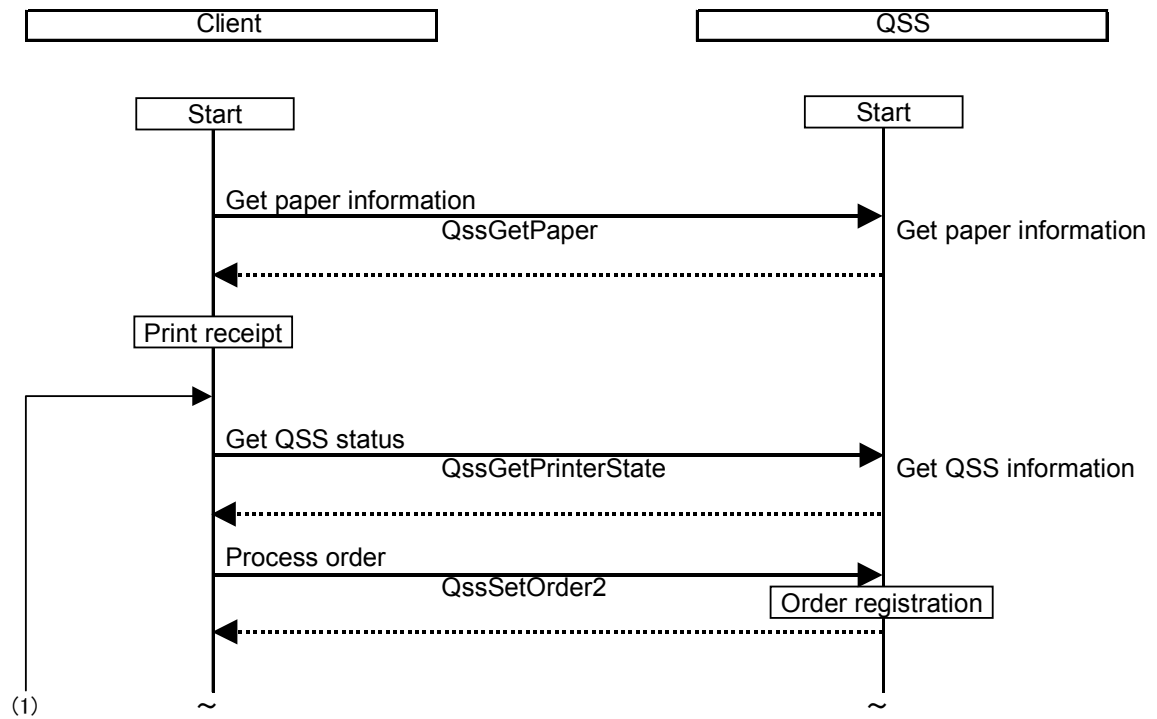 Client
QSS
Start
Start
Get paper information
QssGetPaper
Get paper information
Print receipt
Get QSS status
QssGetPrinterState
Get QSS information
Process order
QssSetOrder2
Order registration
(1)
~
~